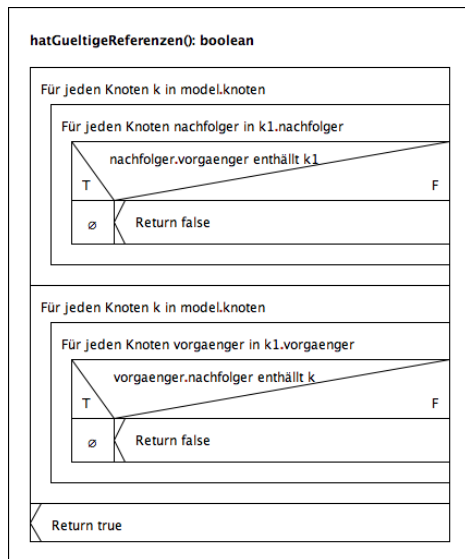 hatGueltigeReferenzen(): boolean
Für jeden Knoten k in model.knoten
Für jeden Knoten nachfolger in k1.nachfolger
nachfolger.vorgaenger enthällt k1
T F
∅ Return false
Für jeden Knoten k in model.knoten
Für jeden Knoten vorgaenger in k1.vorgaenger
vorgaenger.nachfolger enthällt k
T F
∅ Return false
Return true